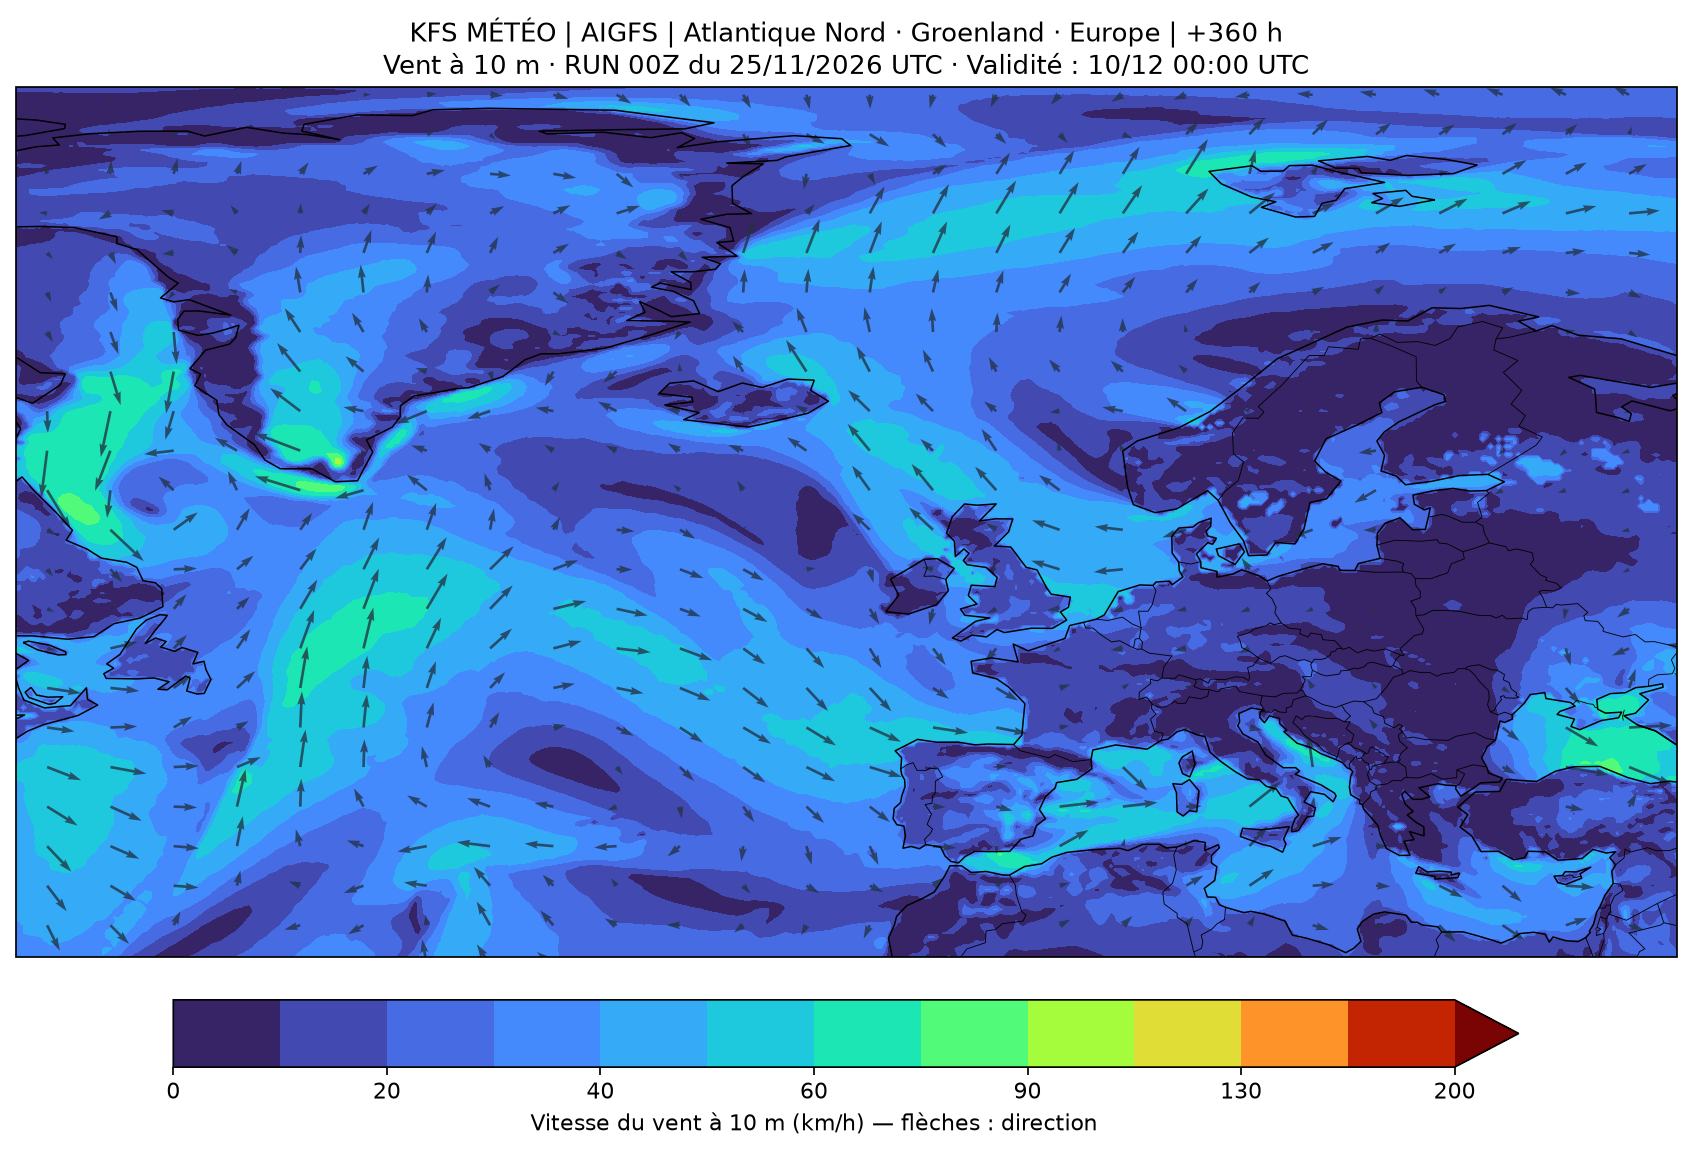 KFS MÉTÉO | AIGFS | Atlantique Nord · Groenland · Europe | +360 h
Vent à 10 m · RUN 00Z du 25/11/2026 UTC · Validité : 10/12 00:00 UTC
0 20 40 60 90 130 200
Vitesse du vent à 10 m (km/h) — flèches : direction